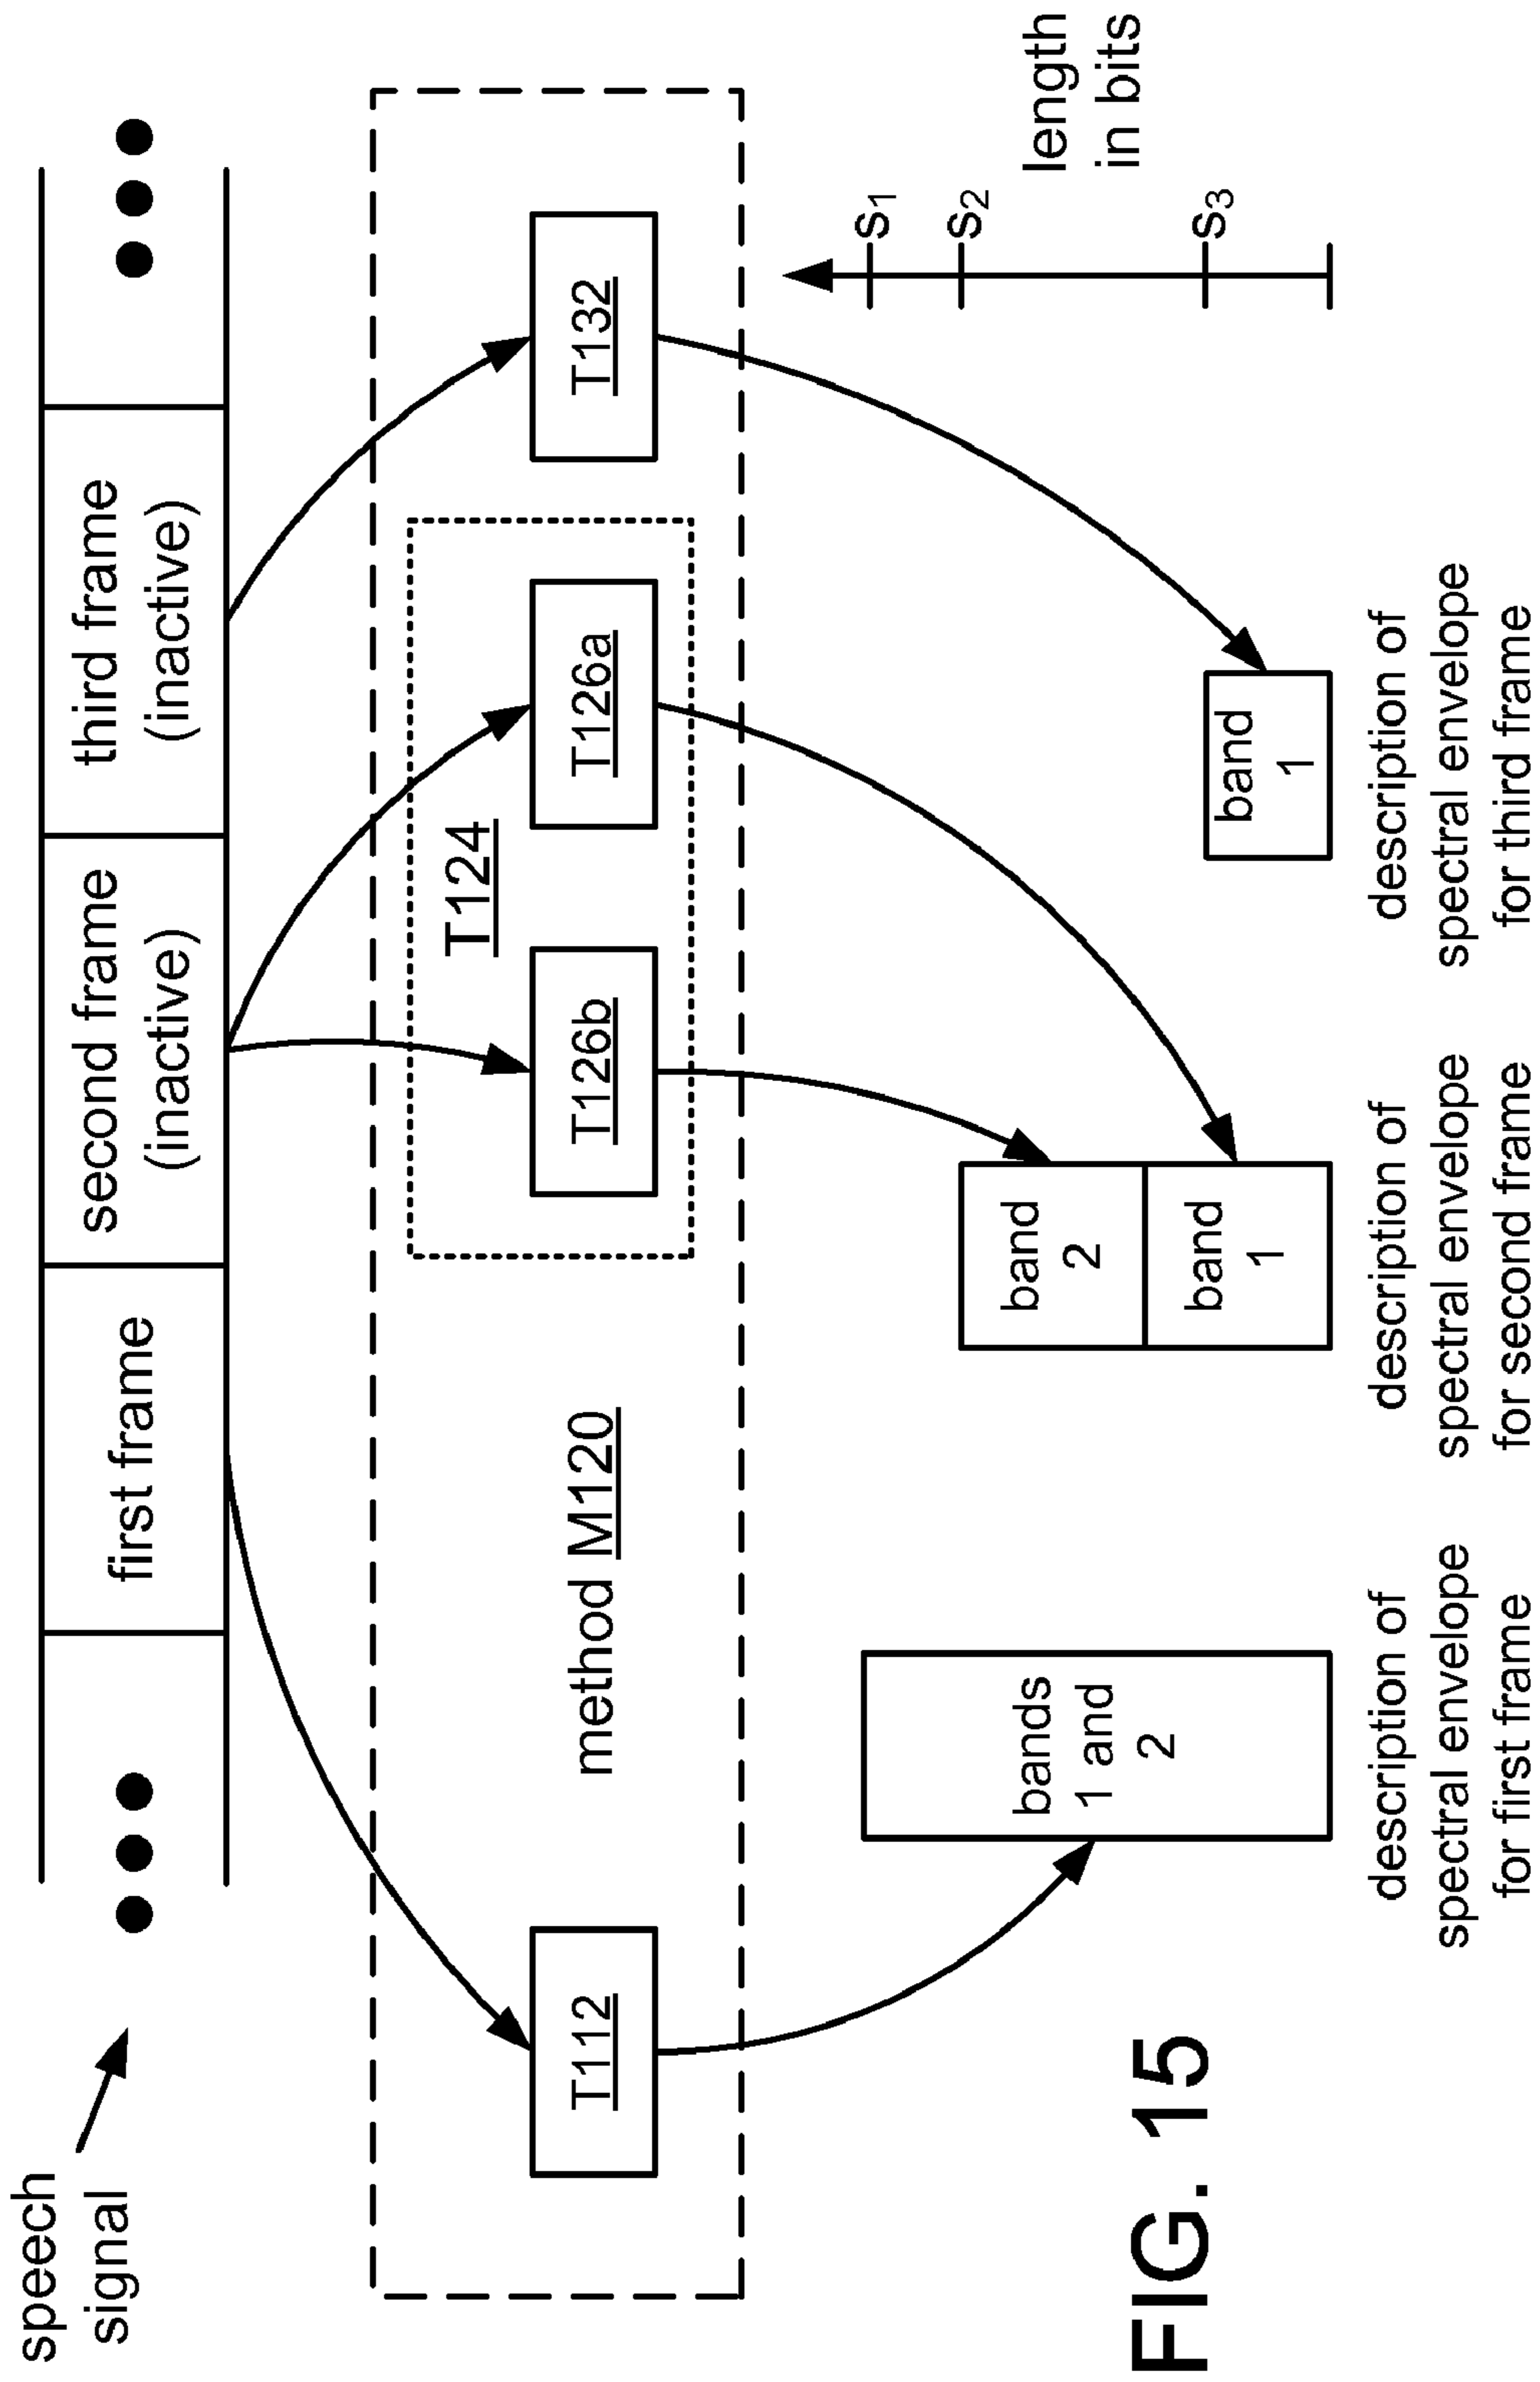 speech
signal
first frame
second frame
(inactive)
third frame
(inactive)
method M120
T124
T112
T126b
T126a
T132
length
in bits
s1
s2
s3
bands
1 and
2
band
2
band
1
band
1
description of
spectral envelope
for first frame
description of
spectral envelope
for second frame
description of
spectral envelope
for third frame
FIG. 15